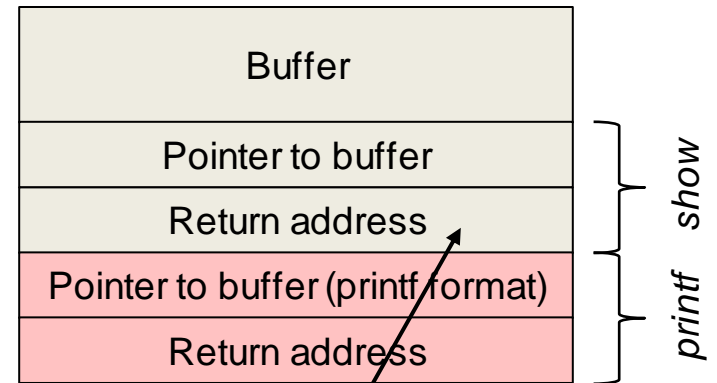 Buffer
Pointer to buffer
Return address
show
Pointer to buffer (printf format)
Return address
printf